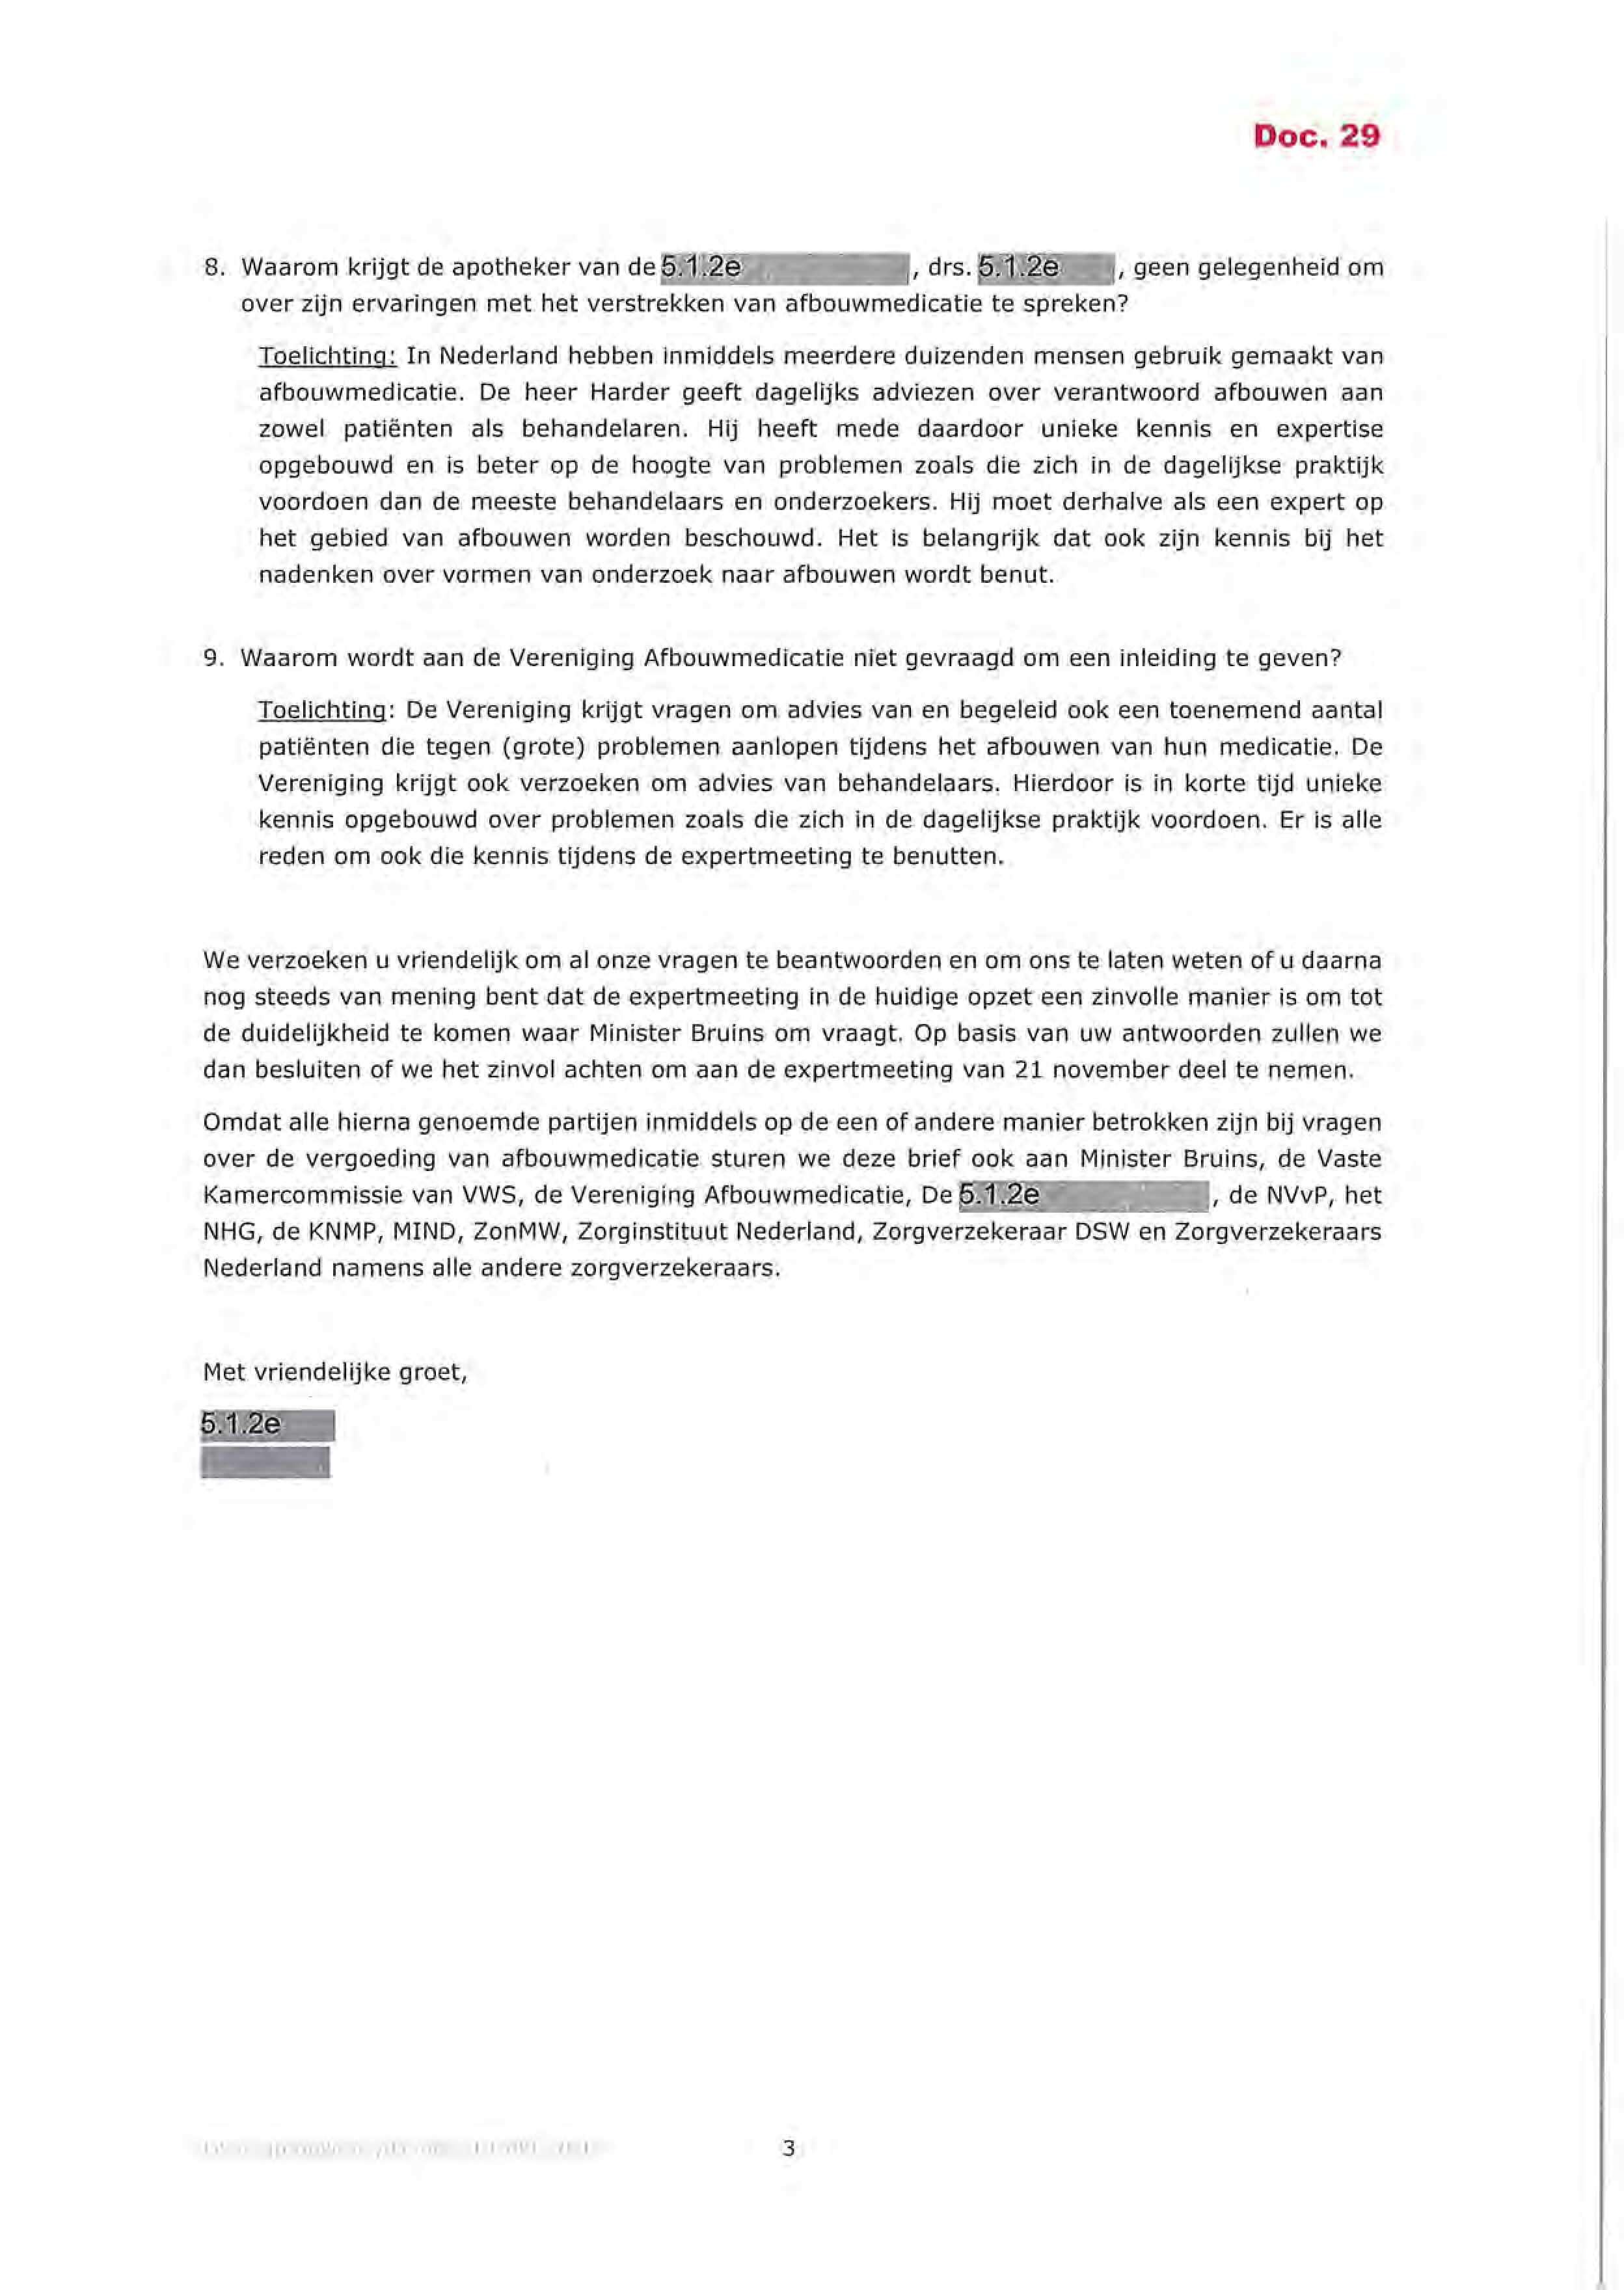 Doc. 29
8. Waarom krijgt de apotheker van de 5.1.2e , drs. 5.1.2e , geen gelegenheid om
over zijn ervaringen met het verstrekken van afbouwmedicatie te spreken?
Toelichting: In Nederland hebben inmiddels meerdere duizenden mensen gebruik gemaakt van
afbouwmedicatie. De heer Harder geeft dagelijks adviezen over verantwoord afbouwen aan
zowel patiënten als behandelaren. Hij heeft mede daardoor unieke kennis en expertise
opgebouwd en is beter op de hoogte van problemen zoals die zich in de dagelijkse praktijk
voordoen dan de meeste behandelaars en onderzoekers. Hij moet derhalve als een expert op
het gebied van afbouwen worden beschouwd. Het is belangrijk dat ook zijn kennis bij het
nadenken over vormen van onderzoek naar afbouwen wordt benut.
9. Waarom wordt aan de Vereniging Afbouwmedicatie niet gevraagd om een inleiding te geven?
Toelichting: De Vereniging krijgt vragen om advies van en begeleid ook een toenemend aantal
patiënten die tegen (grote) problemen aanlopen tijdens het afbouwen van hun medicatie. De
Vereniging krijgt ook verzoeken om advies van behandelaars. Hierdoor is in korte tijd unieke
kennis opgebouwd over problemen zoals die zich in de dagelijkse praktijk voordoen. Er is alle
reden om ook die kennis tijdens de expertmeeting te benutten.
We verzoeken u vriendelijk om al onze vragen te beantwoorden en om ons te laten weten of u daarna
nog steeds van mening bent dat de expertmeeting in de huidige opzet een zinvolle manier is om tot
de duidelijkheid te komen waar Minister Bruins om vraagt. Op basis van uw antwoorden zullen we
dan besluiten of we het zinvol achten om aan de expertmeeting van 21 november deel te nemen.
Omdat alle hierna genoemde partijen inmiddels op de een of andere manier betrokken zijn bij vragen
over de vergoeding van afbouwmedicatie sturen we deze brief ook aan Minister Bruins, de Vaste
Kamercommissie van VWS, de Vereniging Afbouwmedicatie, De 5.1.2e , de NVvP, het
NHG, de KNMP, MIND, ZonMW, Zorginstituut Nederland, Zorgverzekeraar DSW en Zorgverzekeraars
Nederland namens alle andere zorgverzekeraars.
Met vriendelijke groet,
5.1.2e
3